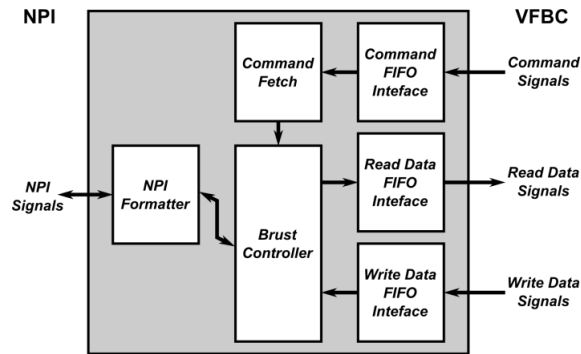 NPI
VFBC
Command
Fetch
Command
FIFO
Inteface
Command
Signals
NPI
Signals
NPI
Formatter
Brust
Controller
Read Data
FIFO
Inteface
Read Data
Signals
Write Data
FIFO
Inteface
Write Data
Signals